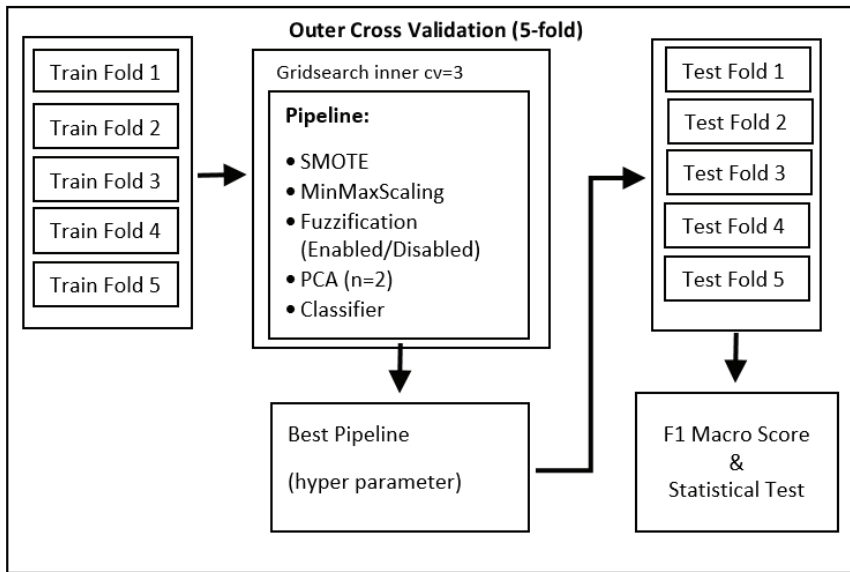 Outer Cross Validation (5-fold)
Train Fold 1
Train Fold 2
Train Fold 3
Train Fold 4
Train Fold 5
Gridsearch inner cv=3
Pipeline:
• SMOTE
• MinMaxScaling
• Fuzzification
(Enabled/Disabled)
• PCA (n=2)
• Classifier
Best Pipeline
(hyper parameter)
Test Fold 1
Test Fold 2
Test Fold 3
Test Fold 4
Test Fold 5
F1 Macro Score
&
Statistical Test